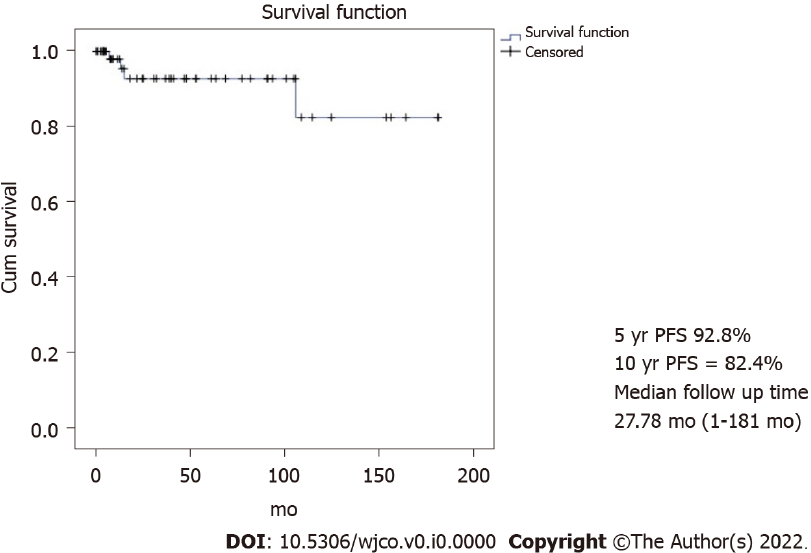 Survival function
Survival function
Censored
1.0
0.8
0.6
0.4
0.2
0.0
Cum survival
0 50 100 150 200
mo
5 yr PFS 92.8%
10 yr PFS = 82.4%
Median follow up time
27.78 mo (1-181 mo)
DOI: 10.5306/wjco.v0.i0.0000 Copyright ©The Author(s) 2022.